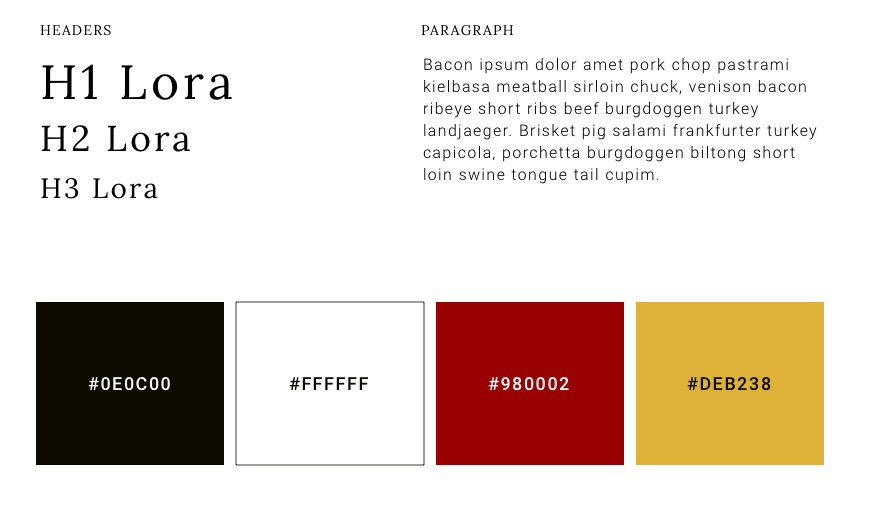 HEADERS
H1 Lora
H2 Lora
H3 Lora
PARAGRAPH
Bacon ipsum dolor amet pork chop pastrami
kielbasa meatball sirloin chuck, venison bacon
ribeye short ribs beef burgdoggen turkey
landjaeger. Brisket pig salami frankfurter turkey
capicola, porchetta burgdoggen biltong short
loin swine tongue tail cupim.
#0E0C00
#FFFFFF
#980002
#DEB238